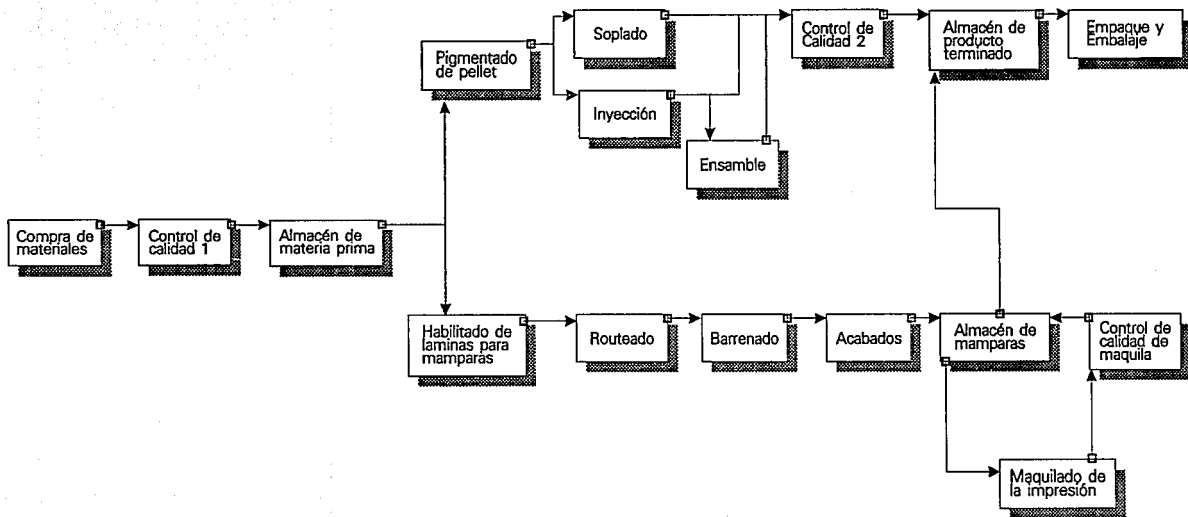 Soplado
Control de
Calidad 2
Almacén de
producto
terminado
Empaque y
Embalaje
Pigmentado
de pellet
Inyección
Ensamble
Compra de
materiales
Control de
calidad 1
Almacén de
materia prima
Habilitado de
laminas para
mamparas
Routeado
Barrenado
Acabados
Almacén de
mamparas
Control de
calidad de
maquila
Maquilado de
la impresión